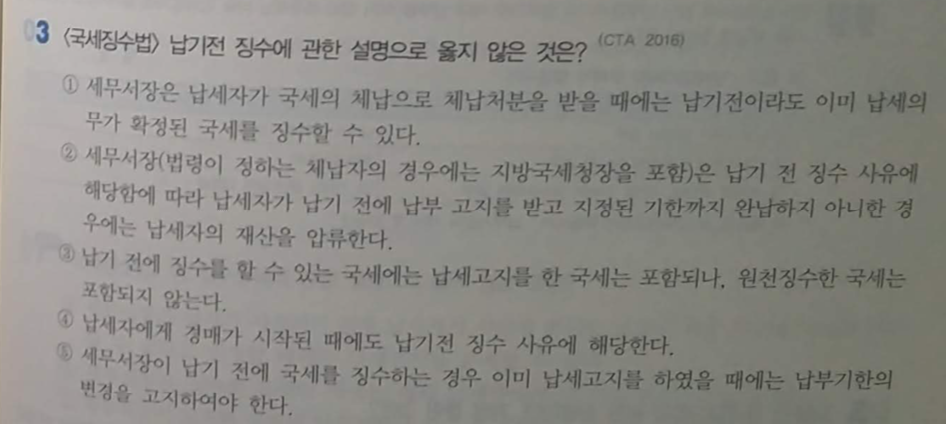 03 〈국세징수법〉 납기전 징수에 관한 설명으로 옳지 않은 것은? (CTA 2016)
① 세무서장은 납세자가 국세의 체납으로 체납처분을 받을 때에는 납기전이라도 이미 납세의
무가 확정된 국세를 징수할 수 있다.
② 세무서장(법령이 정하는 체납자의 경우에는 지방국세청장을 포함)은 납기 전 징수 사유에
해당함에 따라 납세자가 납기 전에 납부 고지를 받고 지정된 기한까지 완납하지 아니한 경
우에는 납세자의 재산을 압류한다.
③ 납기 전에 징수를 할 수 있는 국세에는 납세고지를 한 국세는 포함되나, 원천징수한 국세는
포함되지 않는다.
④ 납세자에게 경매가 시작된 때에도 납기전 징수 사유에 해당한다.
⑤ 세무서장이 납기 전에 국세를 징수하는 경우 이미 납세고지를 하였을 때에는 납부기한의
변경을 고지하여야 한다.